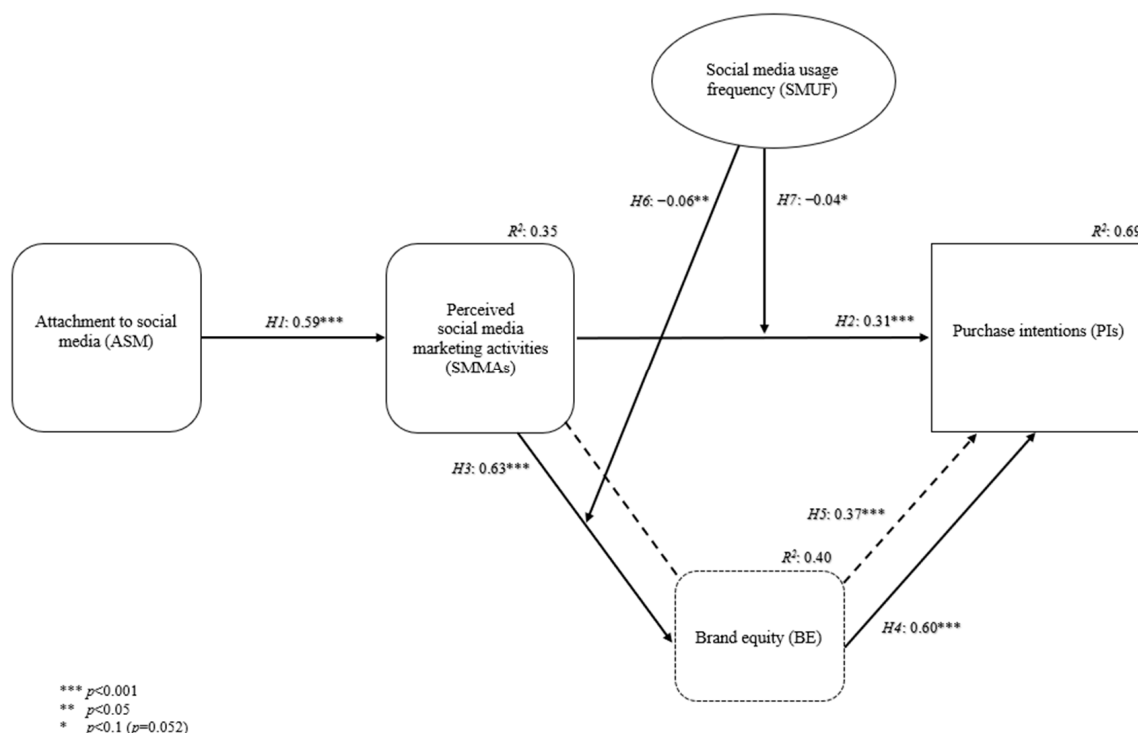 Social media usage
frequency (SMUF)
H6: −0.06**
H7: −0.04*
R²: 0.35
R²: 0.69
Attachment to social
media (ASM)
H1: 0.59***
Perceived
social media
marketing activities
(SMMAs)
H2: 0.31***
Purchase intentions (PIs)
H3: 0.63***
H5: 0.37***
R²: 0.40
Brand equity (BE)
H4: 0.60***
*** p<0.001
** p<0.05
* p<0.1 (p=0.052)